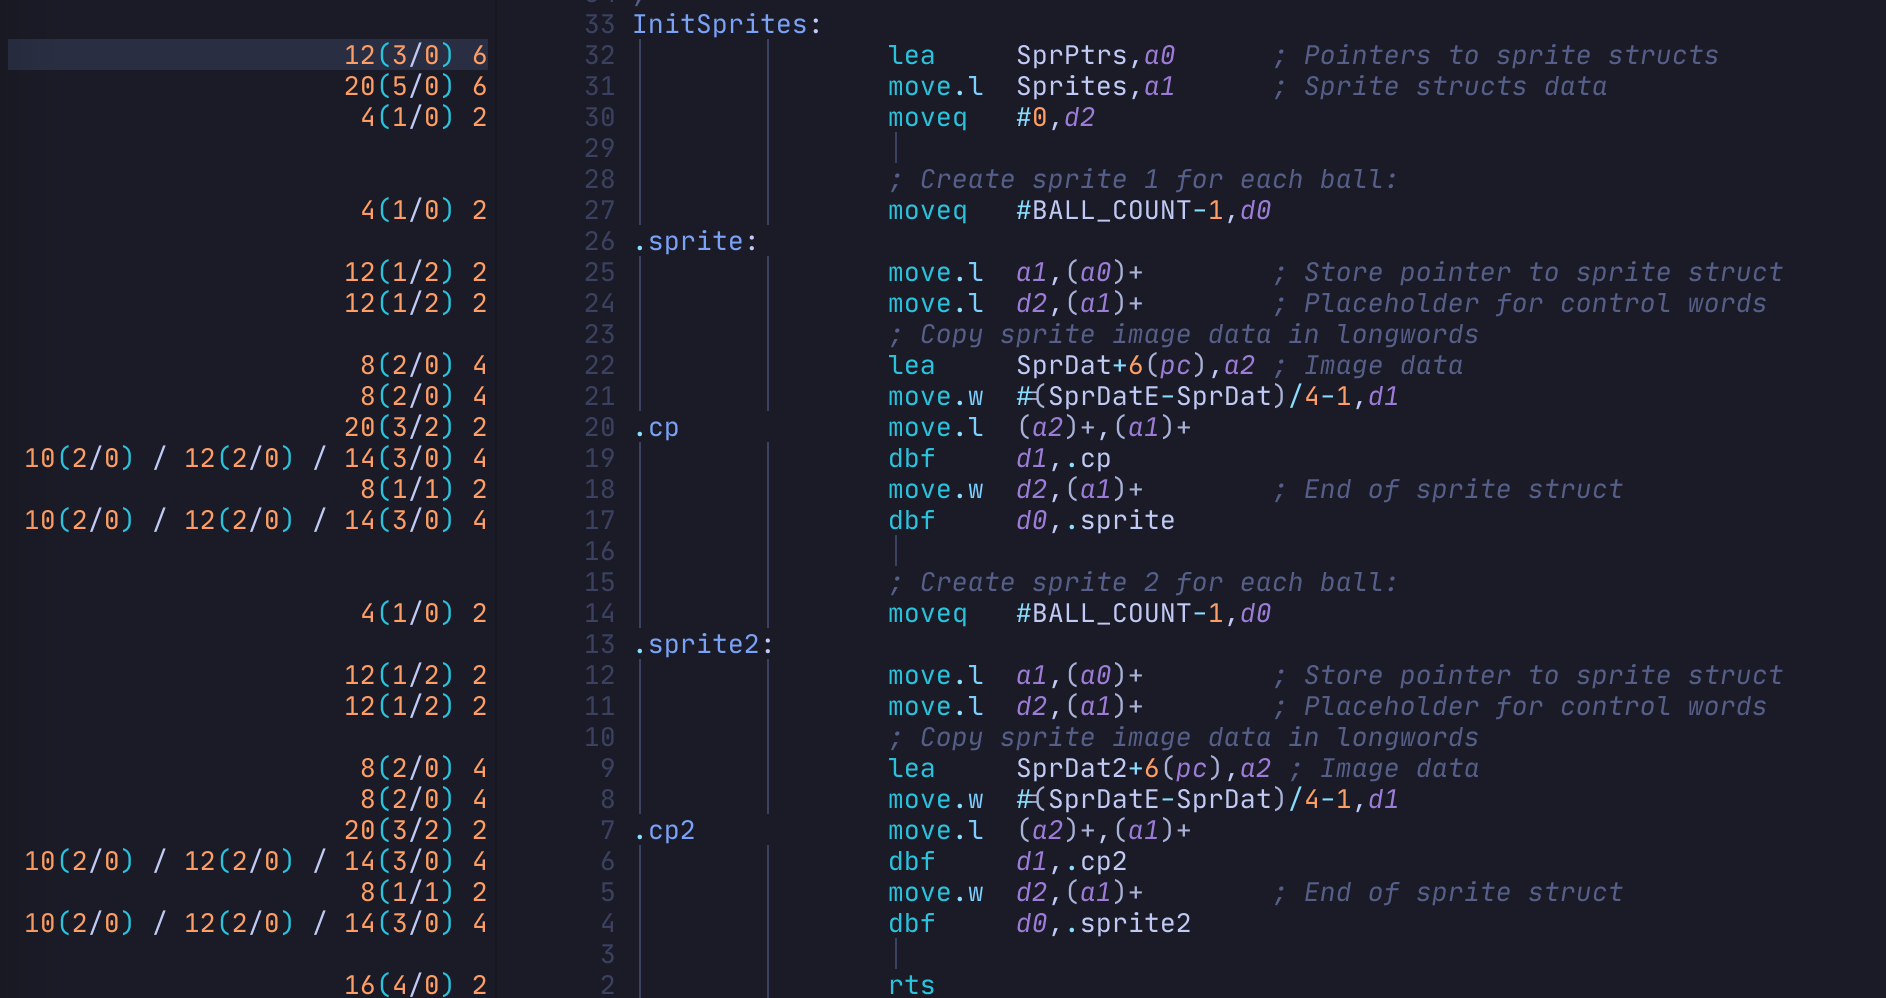 33 InitSprites:
12(3/0) 6 32 lea SprPtrs,a0 ; Pointers to sprite structs
20(5/0) 6 31 move.l Sprites,a1 ; Sprite structs data
4(1/0) 2 30 moveq #0,d2
29
28 ; Create sprite 1 for each ball:
4(1/0) 2 27 moveq #BALL_COUNT-1,d0
26 .sprite:
12(1/2) 2 25 move.l a1,(a0)+ ; Store pointer to sprite struct
12(1/2) 2 24 move.l d2,(a1)+ ; Placeholder for control words
23 ; Copy sprite image data in longwords
8(2/0) 4 22 lea SprDat+6(pc),a2 ; Image data
8(2/0) 4 21 move.w #(SprDatE-SprDat)/4-1,d1
20(3/2) 2 20 .cp move.l (a2)+,(a1)+
10(2/0) / 12(2/0) / 14(3/0) 4 19 dbf d1,.cp
8(1/1) 2 18 move.w d2,(a1)+ ; End of sprite struct
10(2/0) / 12(2/0) / 14(3/0) 4 17 dbf d0,.sprite
16
15 ; Create sprite 2 for each ball:
4(1/0) 2 14 moveq #BALL_COUNT-1,d0
13 .sprite2:
12(1/2) 2 12 move.l a1,(a0)+ ; Store pointer to sprite struct
12(1/2) 2 11 move.l d2,(a1)+ ; Placeholder for control words
10 ; Copy sprite image data in longwords
8(2/0) 4 9 lea SprDat2+6(pc),a2 ; Image data
8(2/0) 4 8 move.w #(SprDatE-SprDat)/4-1,d1
20(3/2) 2 7 .cp2 move.l (a2)+,(a1)+
10(2/0) / 12(2/0) / 14(3/0) 4 6 dbf d1,.cp2
8(1/1) 2 5 move.w d2,(a1)+ ; End of sprite struct
10(2/0) / 12(2/0) / 14(3/0) 4 4 dbf d0,.sprite2
3
16(4/0) 2 2 rts